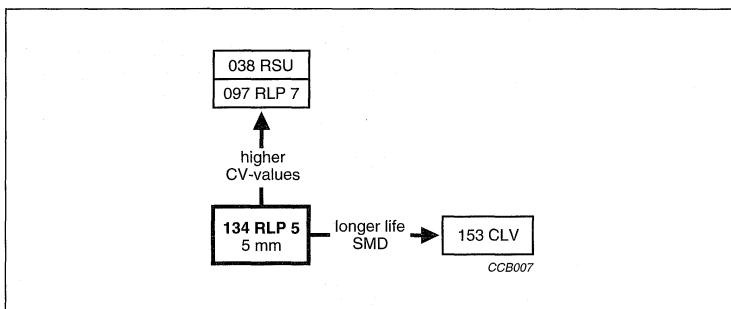 038 RSU
097 RLP 7
higher
CV-values
134 RLP 5
5 mm
longer life
SMD
153 CLV
CCB007